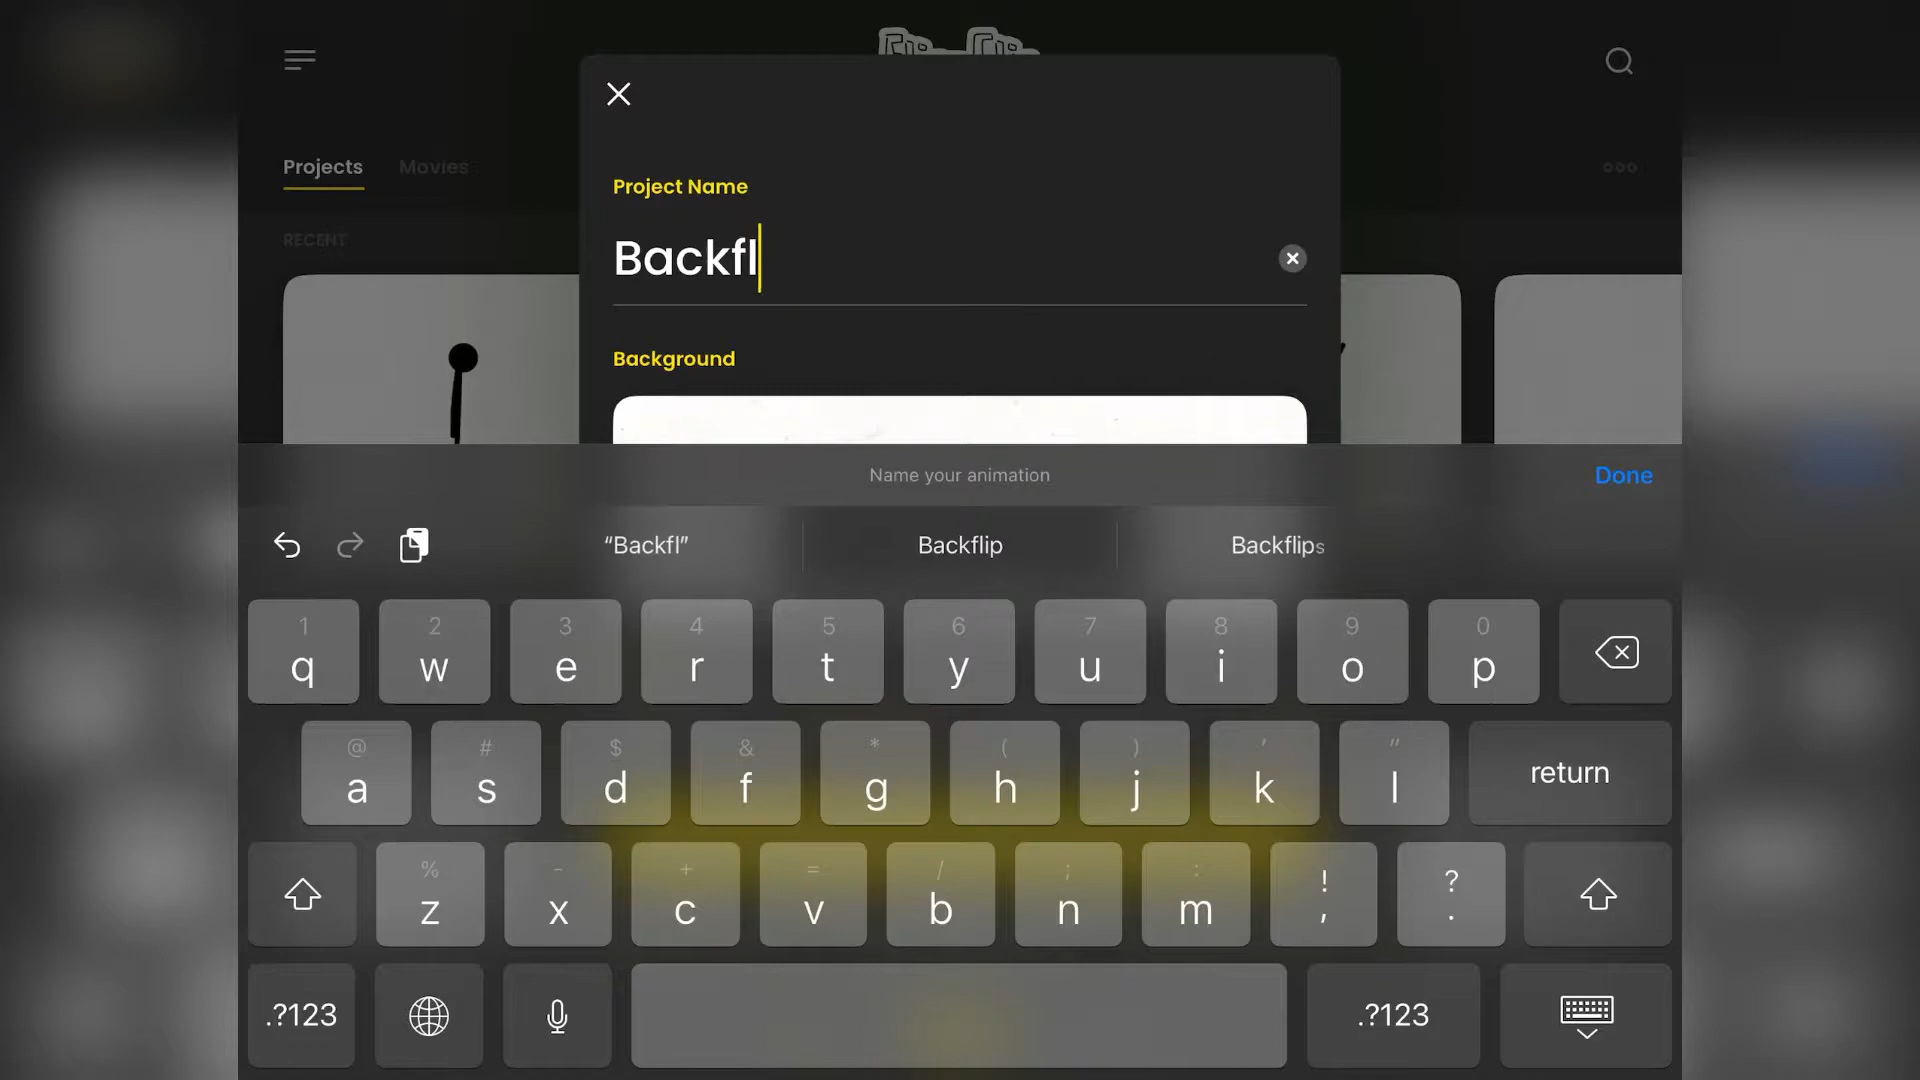 Projects Movies
RECENT
Project Name
Backfl
Background
Name your animation
Done
“Backfl” Backflip Backflips
1 2 3 4 5 6 7 8 9 0
q w e r t y u i o p
@ # $ & * ( ) ' "
a s d f g h j k l return
% - + = / ; : ! ?
z x c v b n m , .
.?123 .?123